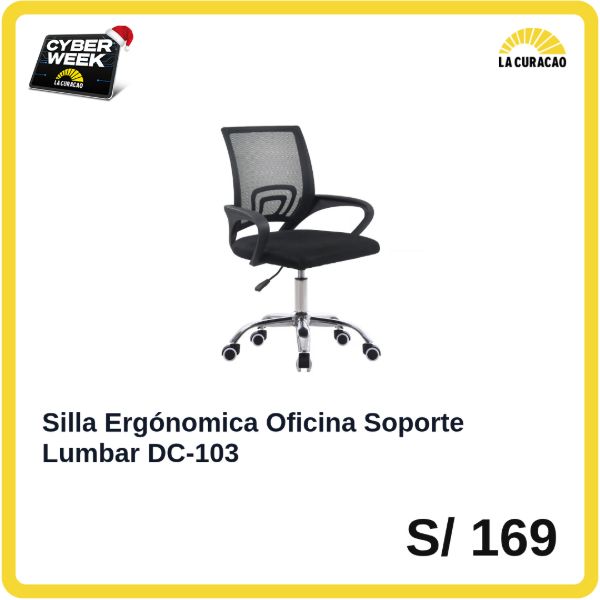 CYBER
WEEK
LA CURACAO
LA CURACAO
Silla Ergónomica Oficina Soporte
Lumbar DC-103
S/ 169